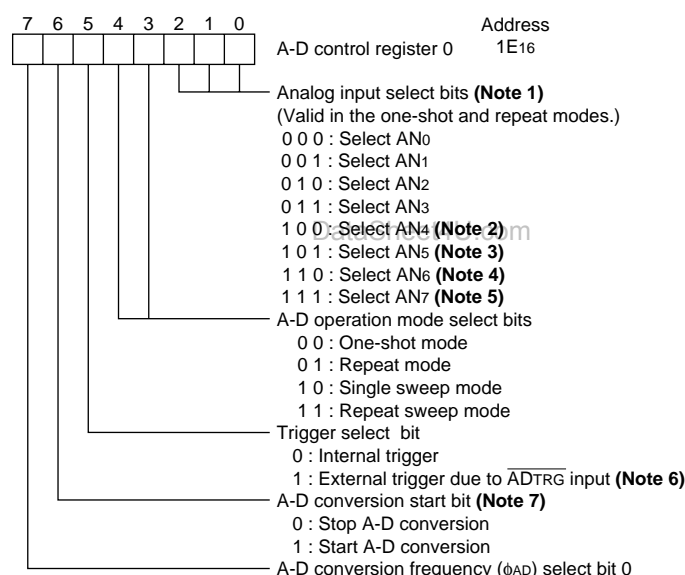 7 6 5 4 3 2 1 0 Address
A-D control register 0 1E16
Analog input select bits (Note 1)
(Valid in the one-shot and repeat modes.)
0 0 0 : Select AN0
0 0 1 : Select AN1
0 1 0 : Select AN2
0 1 1 : Select AN3
1 0 0 : Select AN4 (Note 2)
DataSheet4U.com
1 0 1 : Select AN5 (Note 3)
1 1 0 : Select AN6 (Note 4)
1 1 1 : Select AN7 (Note 5)
A-D operation mode select bits
0 0 : One-shot mode
0 1 : Repeat mode
1 0 : Single sweep mode
1 1 : Repeat sweep mode
Trigger select bit
0 : Internal trigger
1 : External trigger due to ADTRG input (Note 6)
A-D conversion start bit (Note 7)
0 : Stop A-D conversion
1 : Start A-D conversion
A-D conversion frequency (ϕAD) select bit 0